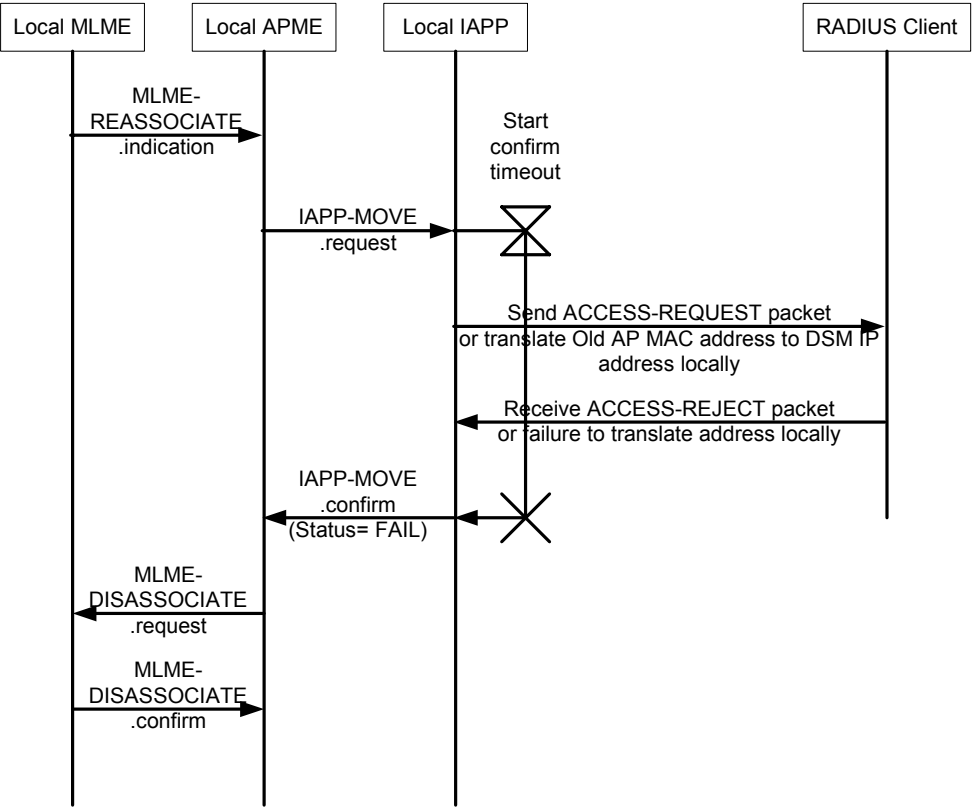 Local MLME
Local APME
Local IAPP
RADIUS Client
MLME-
REASSOCIATE
.indication
Start
confirm
timeout
IAPP-MOVE
.request
Send ACCESS-REQUEST packet
or translate Old AP MAC address to DSM IP
address locally
Receive ACCESS-REJECT packet
or failure to translate address locally
IAPP-MOVE
.confirm
(Status= FAIL)
MLME-
DISASSOCIATE
.request
MLME-
DISASSOCIATE
.confirm